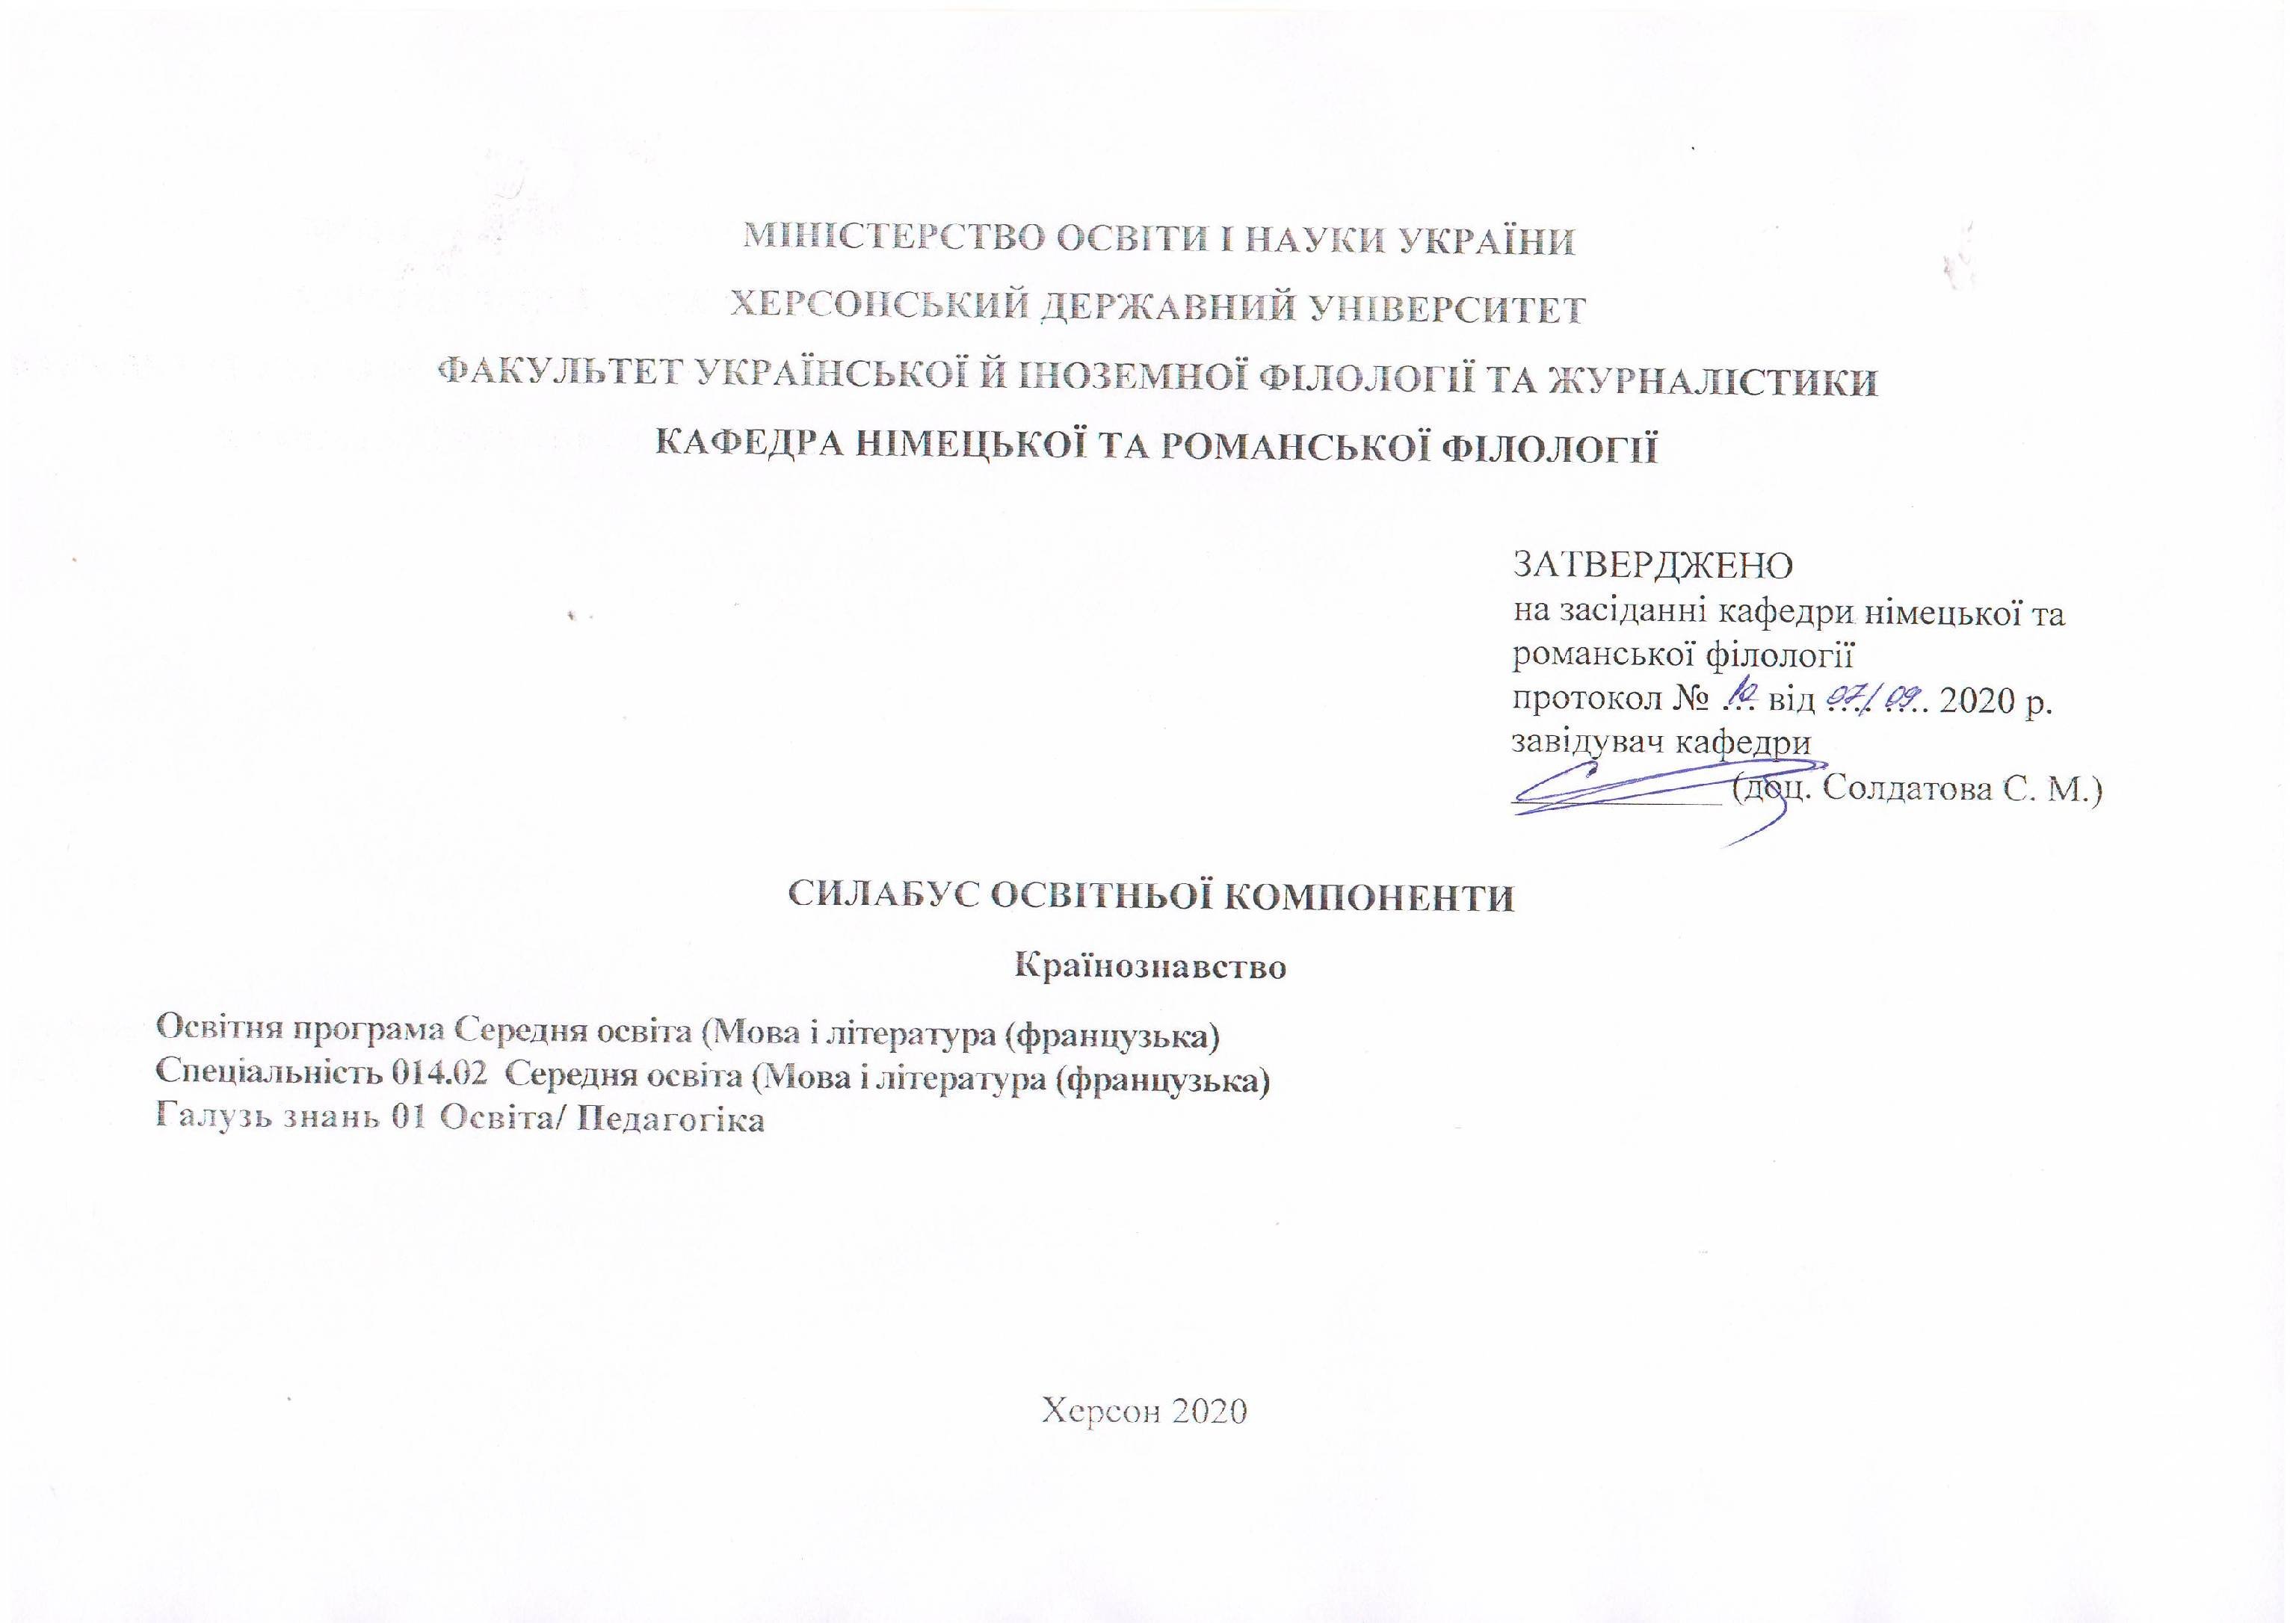 МІНІСТЕРСТВО ОСВІТИ І НАУКИ УКРАЇНИ
ХЕРСОНСЬКИЙ ДЕРЖАВНИЙ УНІВЕРСИТЕТ
ФАКУЛЬТЕТ УКРАЇНСЬКОЇ Й ІНОЗЕМНОЇ ФІЛОЛОГІЇ ТА ЖУРНАЛІСТИКИ
КАФЕДРА НІМЕЦЬКОЇ ТА РОМАНСЬКОЇ ФІЛОЛОГІЇ
ЗАТВЕРДЖЕНО
на засіданні кафедри німецької та
романської філології
протокол № … від 07/09 2020 р.
завідувач кафедри
(доц. Солдатова С. М.)
СИЛАБУС ОСВІТНЬОЇ КОМПОНЕНТИ
Країнознавство
Освітня програма Середня освіта (Мова і література (французька)
Спеціальність 014.02 Середня освіта (Мова і література (французька)
Галузь знань 01 Освіта/ Педагогіка
Херсон 2020